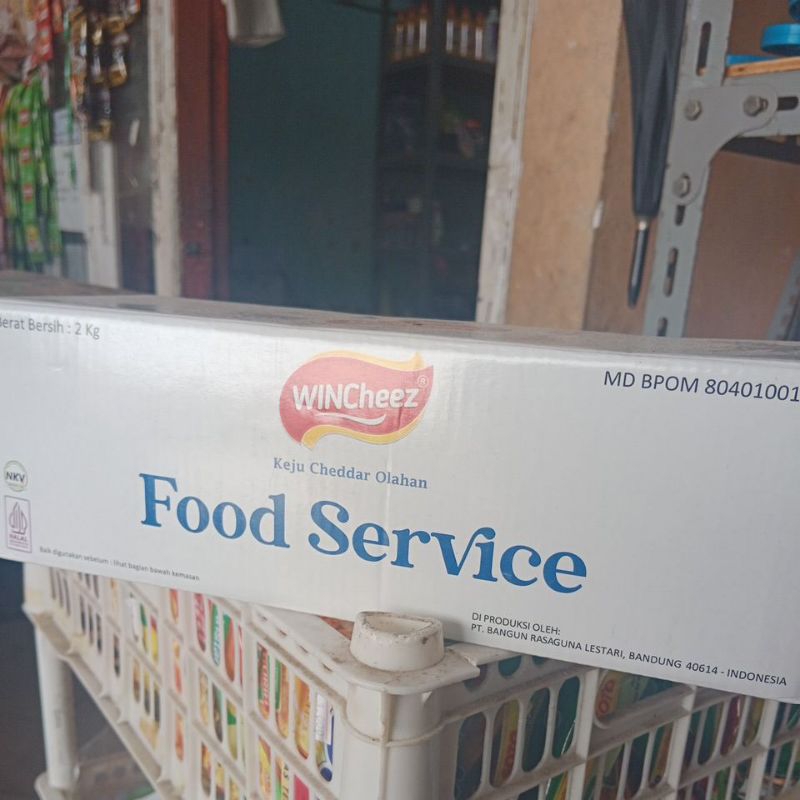 Berat Bersih : 2 Kg
WINCheez®
MD BPOM 80401001
Keju Cheddar Olahan
Food Service
NKV
HALAL
Baik digunakan sebelum : lihat bagian bawah kemasan
DI PRODUKSI OLEH:
PT. BANGUN RASAGUNA LESTARI, BANDUNG 40614 - INDONESIA